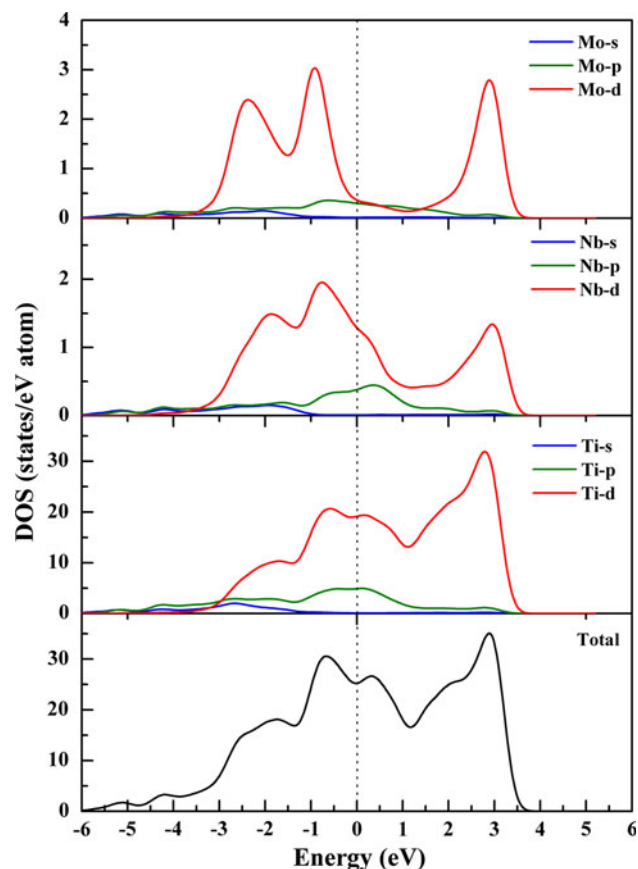 4
3
2
1
0
Mo-s
Mo-p
Mo-d
2
1
0
Nb-s
Nb-p
Nb-d
30
20
10
0
Ti-s
Ti-p
Ti-d
30
20
10
0
Total
DOS (states/eV atom)
-6 -5 -4 -3 -2 -1 0 1 2 3 4 5 6
Energy (eV)